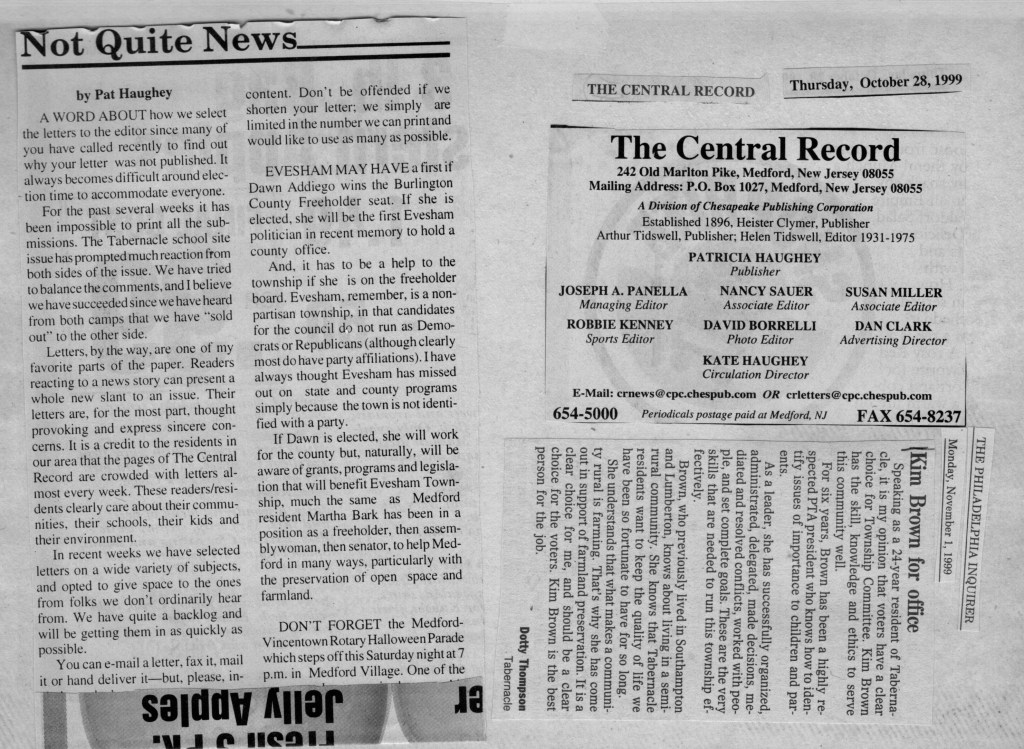 Not Quite News
by Pat Haughey
A WORD ABOUT how we select
the letters to the editor since many of
you have called recently to find out
why your letter was not published. It
always becomes difficult around elec-
tion time to accommodate everyone.
For the past several weeks it has
been impossible to print all the sub-
missions. The Tabernacle school site
issue has prompted much reaction from
both sides of the issue. We have tried
to balance the comments, and I believe
we have succeeded since we have heard
from both camps that we have "sold
out" to the other side.
Letters, by the way, are one of my
favorite parts of the paper. Readers
reacting to a news story can present a
whole new slant to an issue. Their
letters are, for the most part, thought
provoking and express sincere con-
cerns. It is a credit to the residents in
our area that the pages of The Central
Record are crowded with letters al-
most every week. These readers/resi-
dents clearly care about their commu-
nities, their schools, their kids and
their environment.
In recent weeks we have selected
letters on a wide variety of subjects,
and opted to give space to the ones
from folks we don't ordinarily hear
from. We have quite a backlog and
will be getting them in as quickly as
possible.
You can e-mail a letter, fax it, mail
it or hand deliver it—but, please, in-
content. Don't be offended if we
shorten your letter; we simply are
limited in the number we can print and
would like to use as many as possible.
EVESHAM MAY HAVE a first if
Dawn Addiego wins the Burlington
County Freeholder seat. If she is
elected, she will be the first Evesham
politician in recent memory to hold a
county office.
And, it has to be a help to the
township if she is on the freeholder
board. Evesham, remember, is a non-
partisan township, in that candidates
for the council do not run as Demo-
crats or Republicans (although clearly
most do have party affiliations). I have
always thought Evesham has missed
out on state and county programs
simply because the town is not identi-
fied with a party.
If Dawn is elected, she will work
for the county but, naturally, will be
aware of grants, programs and legisla-
tion that will benefit Evesham Town-
ship, much the same as Medford
resident Martha Bark has been in a
position as a freeholder, then assem-
blywoman, then senator, to help Med-
ford in many ways, particularly with
the preservation of open space and
farmland.
DON'T FORGET the Medford-
Vincentown Rotary Halloween Parade
which steps off this Saturday night at 7
p.m. in Medford Village. One of the
Jelly Apples
Fresh 3 PK.
er
THE CENTRAL RECORD
Thursday, October 28, 1999
The Central Record
242 Old Marlton Pike, Medford, New Jersey 08055
Mailing Address: P.O. Box 1027, Medford, New Jersey 08055
A Division of Chesapeake Publishing Corporation
Established 1896, Heister Clymer, Publisher
Arthur Tidswell, Publisher; Helen Tidswell, Editor 1931-1975
PATRICIA HAUGHEY
Publisher
JOSEPH A. PANELLA NANCY SAUER SUSAN MILLER
Managing Editor Associate Editor Associate Editor
ROBBIE KENNEY DAVID BORRELLI DAN CLARK
Sports Editor Photo Editor Advertising Director
KATE HAUGHEY
Circulation Director
E-Mail: crnews@cpc.chespub.com OR crletters@cpc.chespub.com
654-5000 Periodicals postage paid at Medford, NJ FAX 654-8237
THE PHILADELPHIA INQUIRER
Monday, November 1, 1999
Kim Brown for office
Speaking as a 24-year resident of Taberna-
cle, it is my opinion that voters have a clear
choice for Township Committee. Kim Brown
has the skill, knowledge and ethics to serve
this community well.
For six years, Brown has been a highly re-
spected PTA president who knows how to iden-
tify issues of importance to children and par-
ents.
As a leader, she has successfully organized,
administrated, delegated, made decisions, me-
diated and resolved conflicts, worked with peo-
ple, and set complete goals. These are the very
skills that are needed to run this township ef-
fectively.
Brown, who previously lived in Southampton
and Lumberton, knows about living in a semi-
rural community. She knows that Tabernacle
residents want to keep the quality of life we
have been so fortunate to have for so long.
She understands that what makes a communi-
ty rural is farming. That's why she has come
out in support of farmland preservation. It is a
clear choice for me, and should be a clear
choice for the voters. Kim Brown is the best
person for the job.
Dotty Thompson
Tabernacle